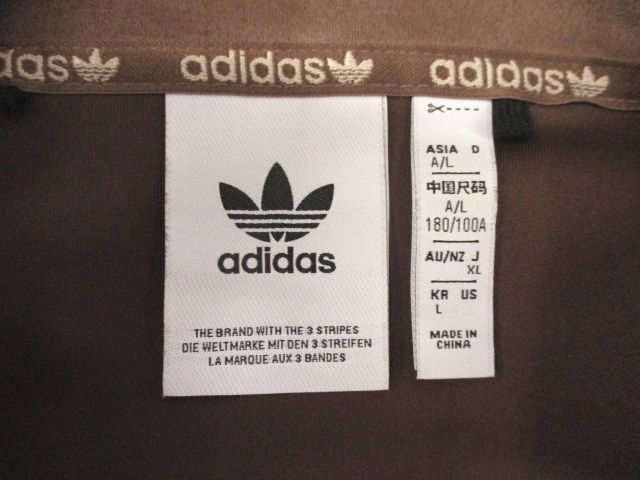 adidas adidas adidas
adidas
THE BRAND WITH THE 3 STRIPES
DIE WELTMARKE MIT DEN 3 STREIFEN
LA MARQUE AUX 3 BANDES
ASIA D
A/L
中国尺码
A/L
180/100A
AU/NZ J
XL
KR US
L
MADE IN
CHINA